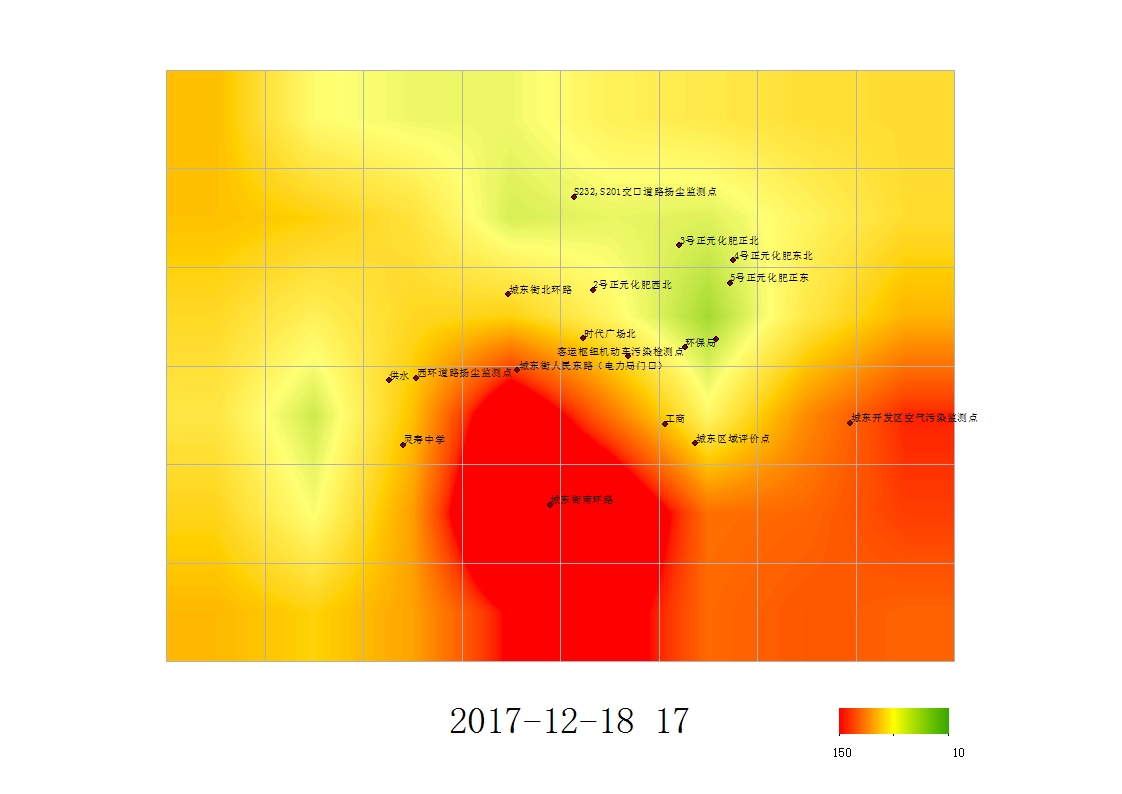 S232,S201交口道路扬尘监测点
3号正元化肥正北
4号正元化肥东北
5号正元化肥正东
城东街北环路
2号正元化肥西北
时代广场北
环保局
客运枢纽机动车污染检测点
城东街人民东路（电力局门口）
供水
西环道路扬尘监测点
工商
城东开发区空气污染监测点
灵寿中学
城东区域评价点
城东街南环路
2017-12-18 17
150
10